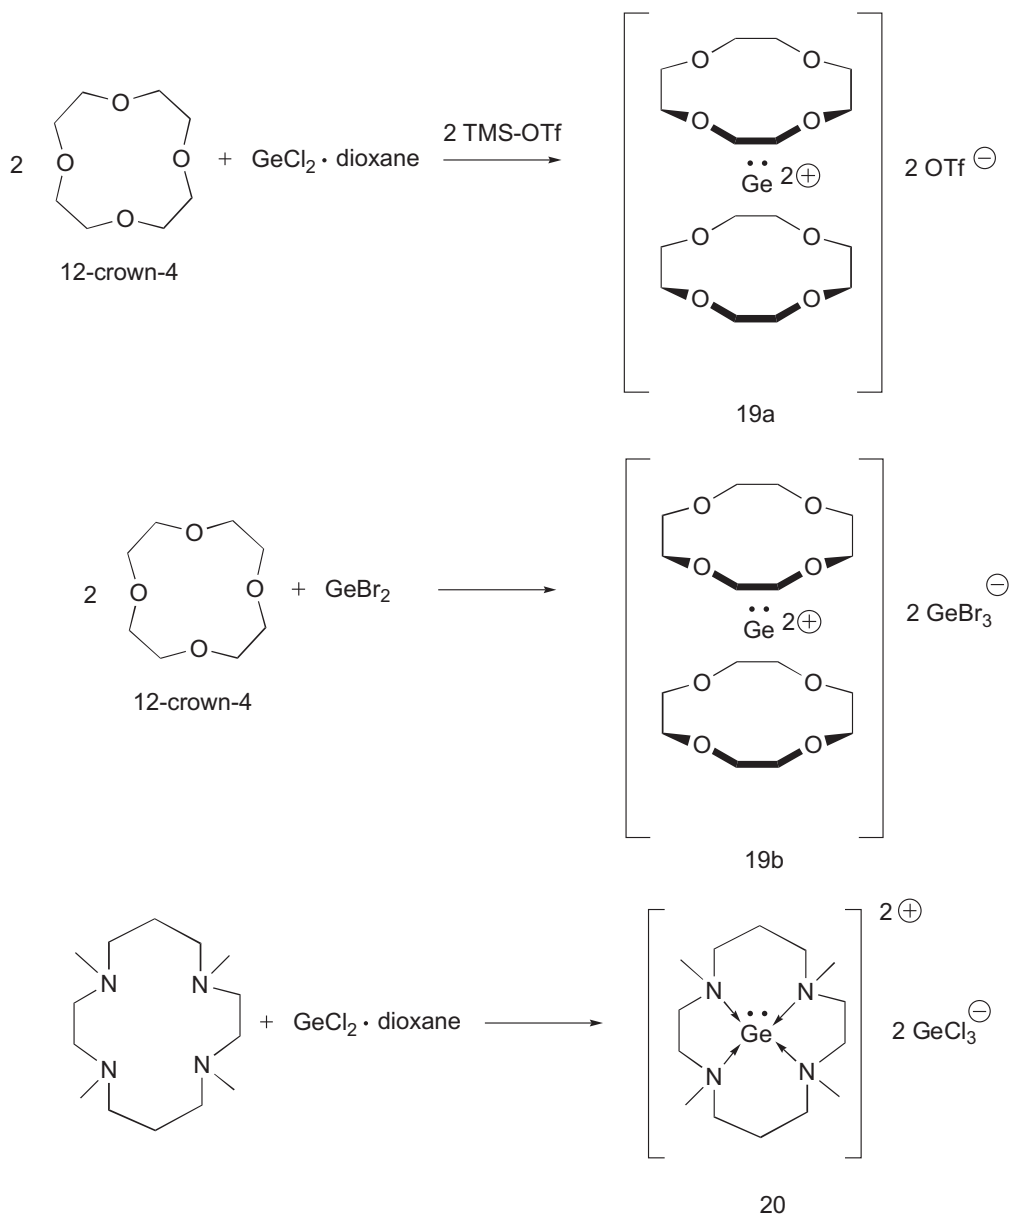 2 O O O O + GeCl2 · dioxane 2 TMS-OTf O O O O Ge 2⊕ O O O O 2 OTf ⊖
12-crown-4
19a
2 O O O O + GeBr2 O O O O Ge 2⊕ O O O O 2 GeBr3 ⊖
12-crown-4
19b
N N N N + GeCl2 · dioxane N N Ge N N 2 ⊕ 2 GeCl3 ⊖
20